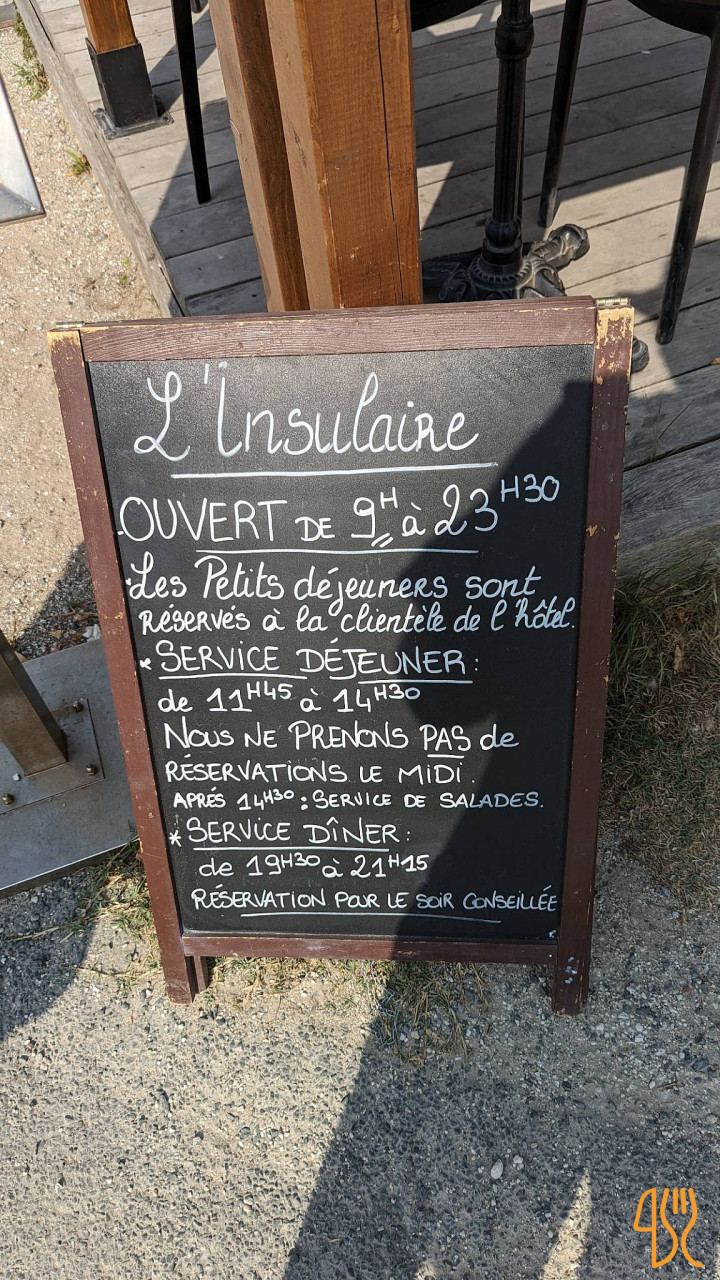 L'Insulaire
OUVERT DE 9H à 23H30
Les Petits déjeuners sont
RÉSERVÉS à la clientèle de l'hôtel.
* SERVICE DÉJEUNER :
de 11H45 à 14H30
NOUS NE PRENONS PAS de
RÉSERVATIONS LE MIDI.
APRÉS 14H30 : SERVICE DE SALADES.
* SERVICE DÎNER :
de 19H30 à 21H15
RÉSERVATION POUR LE SOIR CONSEILLÉE